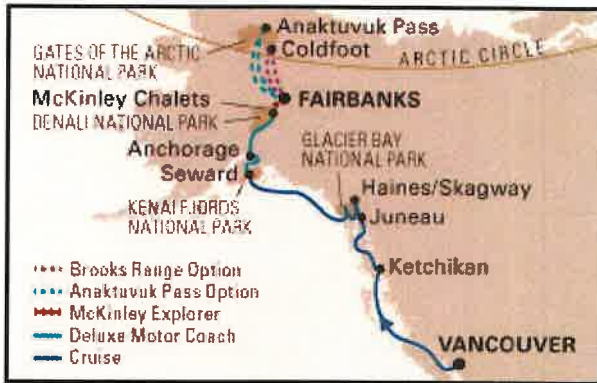 Anaktuvuk Pass
Coldfoot
GATES OF THE ARCTIC
NATIONAL PARK
ARCTIC CIRCLE
McKinley Chalets
FAIRBANKS
DENALI NATIONAL PARK
GLACIER BAY
NATIONAL PARK
Anchorage
Seward
Haines/Skagway
KENAI FJORDS
NATIONAL PARK
Juneau
Ketchikan
Brooks Range Option
Anaktuvuk Pass Option
McKinley Explorer
Deluxe Motor Coach
Cruise
VANCOUVER